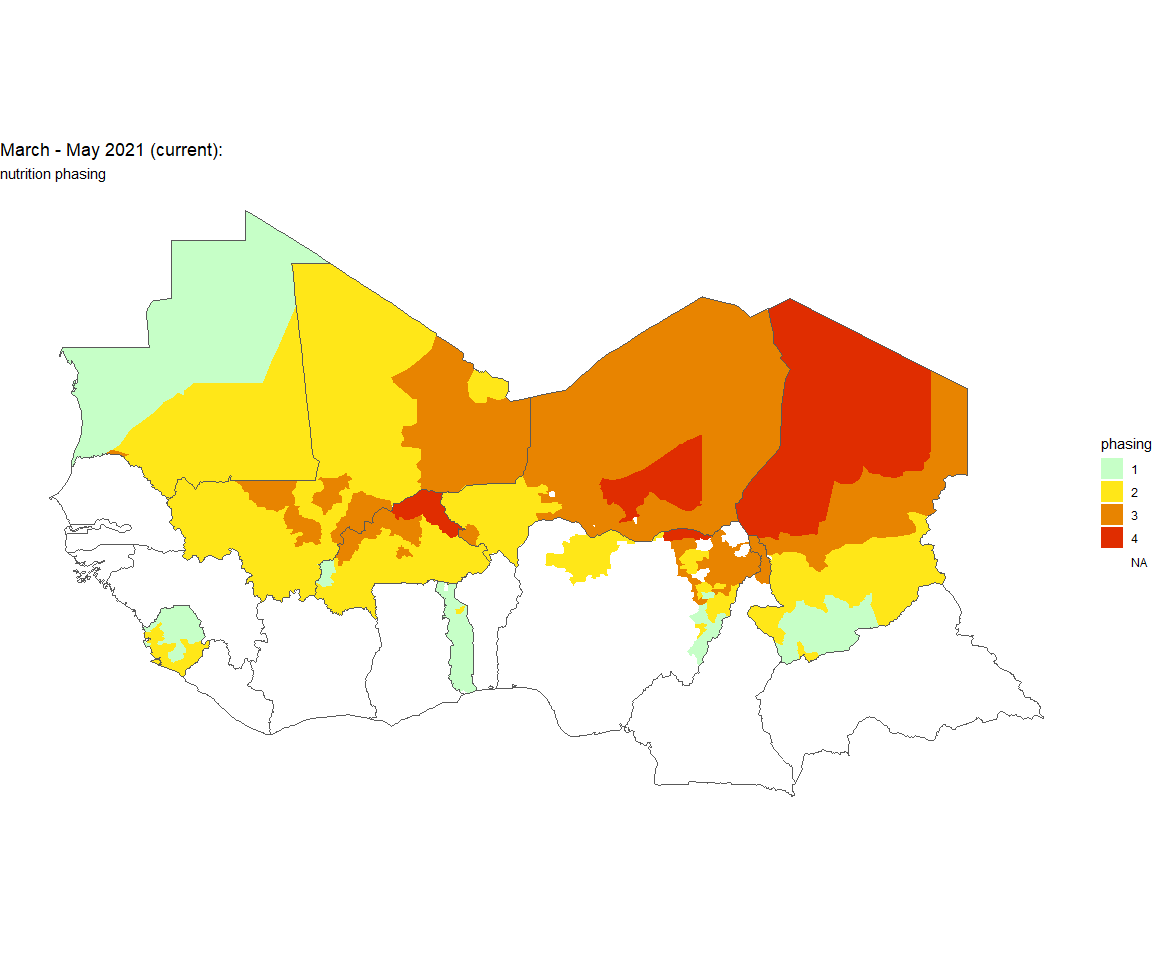 March - May 2021 (current):
nutrition phasing
phasing
1
2
3
4
NA